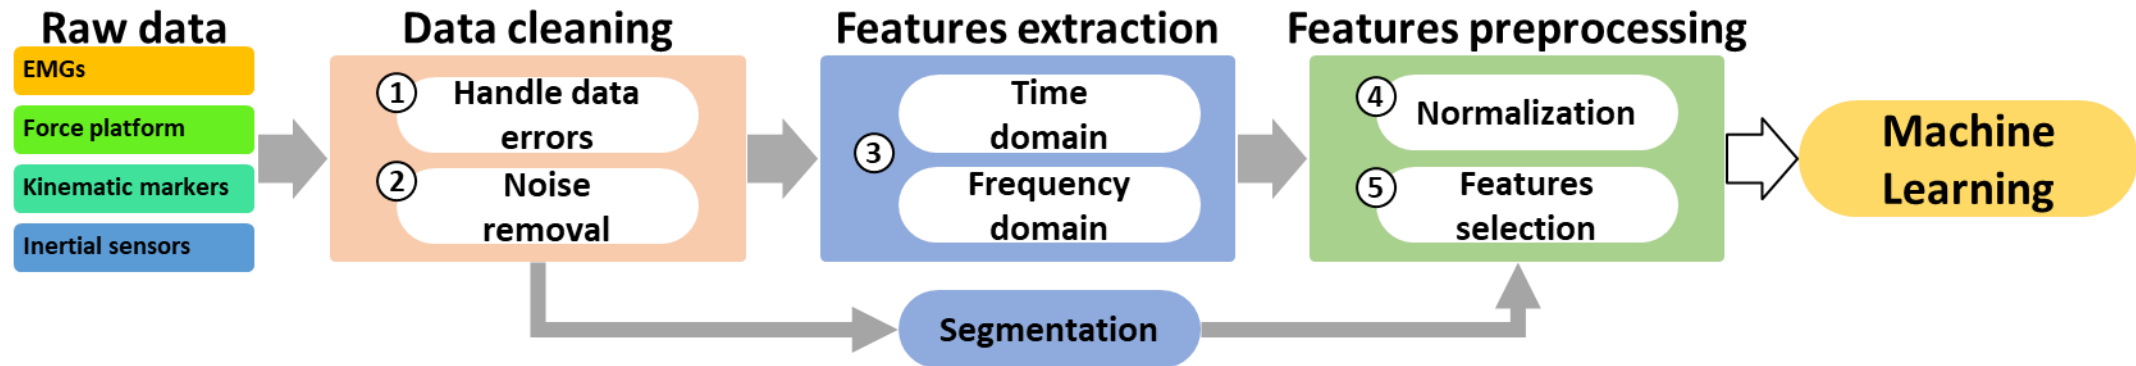 Raw data
EMGs
Force platform
Kinematic markers
Inertial sensors
Data cleaning
1
Handle data
errors
2
Noise
removal
Features extraction
3
Time
domain
Frequency
domain
Segmentation
Features preprocessing
4
Normalization
5
Features
selection
Machine
Learning